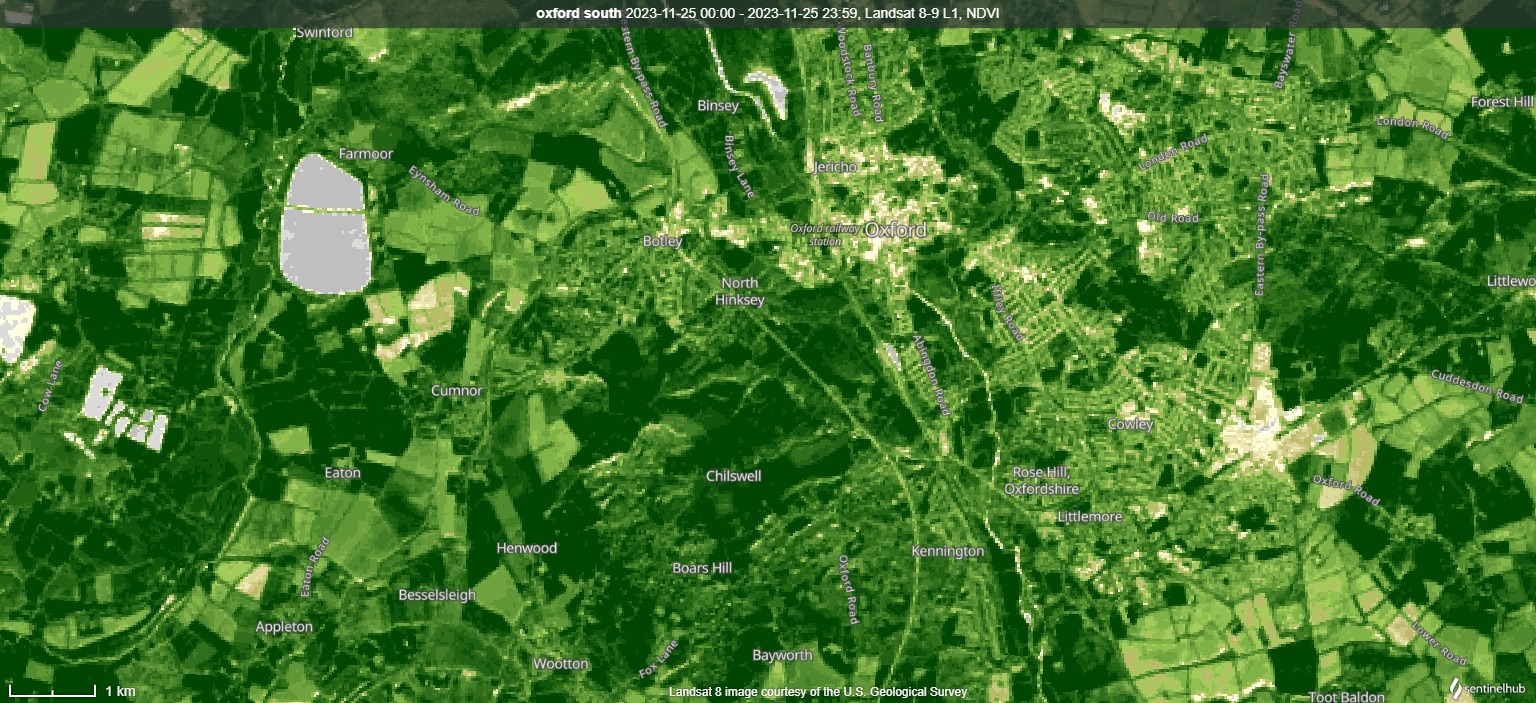 oxford south 2023-11-25 00:00 - 2023-11-25 23:59, Landsat 8-9 L1, NDVI
Swinford
stern By-pass Road
Woodstock Road
Banbury Road
Bayswater Road
Binsey
Forest Hill
London Road
Farmoor
Binsey Lane
Jericho
London Road
Eynsham Road
Old Road
Eastern By-pass Road
Botley
Oxford railway
station
Oxford
North
Hinksey
Littlewo
Iffley Road
Cow Lane
Cumnor
Abingdon Road
Cuddesdon Road
Cowley
Eaton
Chilswell
Rose Hill,
Oxfordshire
Oxford Road
Littlemore
Henwood
Kennington
Eaton Road
Boars Hill
Oxford Road
Besselsleigh
Appleton
Lower Road
Wootton
Fox Lane
Bayworth
1 km
Landsat 8 image courtesy of the U.S. Geological Survey
sentinelhub
Toot Baldon